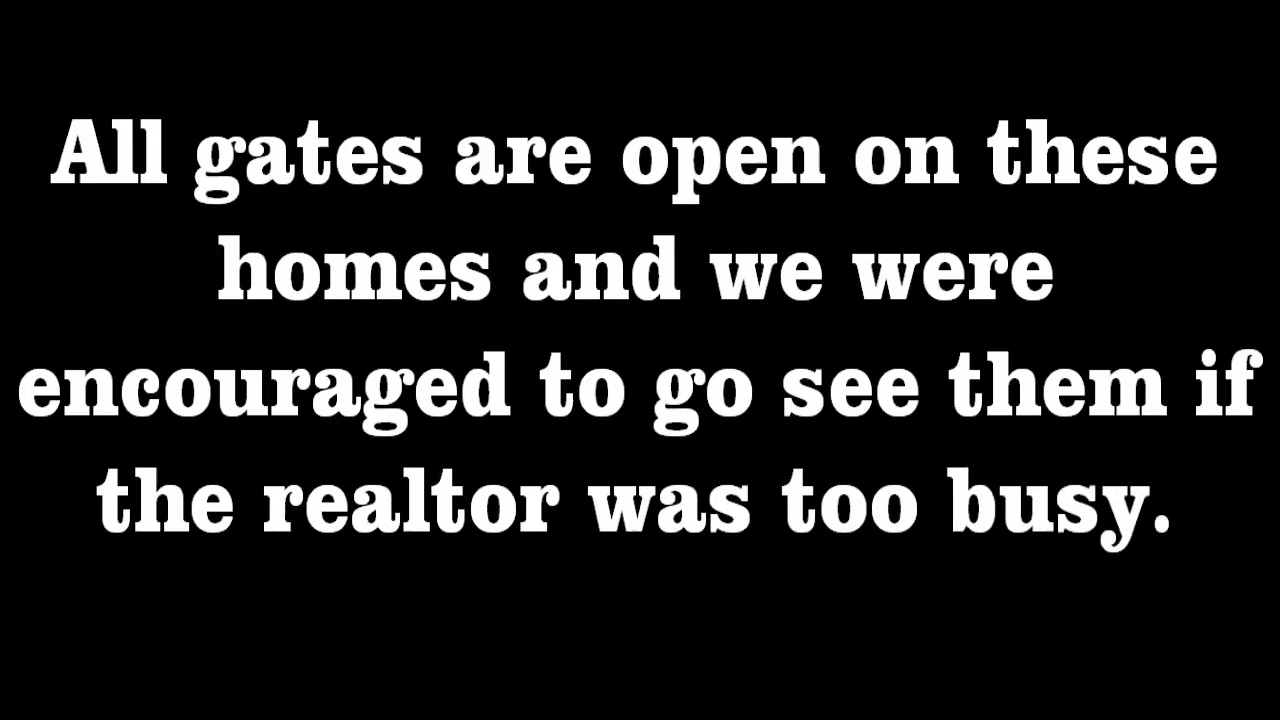 All gates are open on these
homes and we were
encouraged to go see them if
the realtor was too busy.